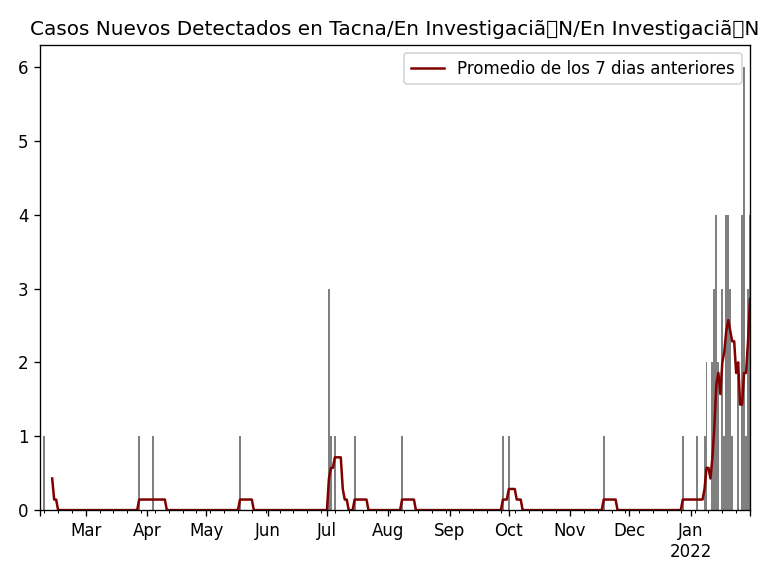 Casos Nuevos Detectados en Tacna/En Investigaciã□N/En Investigaciã□N
Promedio de los 7 dias anteriores
6
5
4
3
2
1
0
Mar Apr May Jun Jul Aug Sep Oct Nov Dec Jan
2022